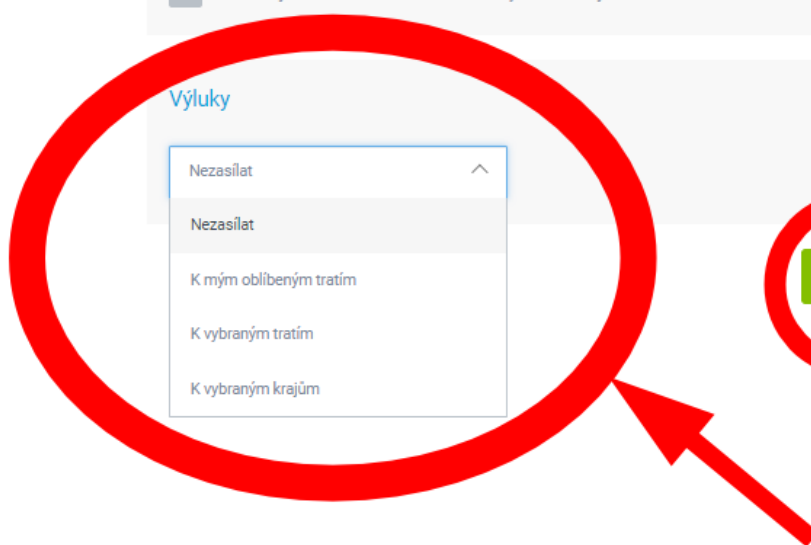 Výluky
Nezasílat
Nezasílat
K mým oblíbeným tratím
K vybraným tratím
K vybraným krajům